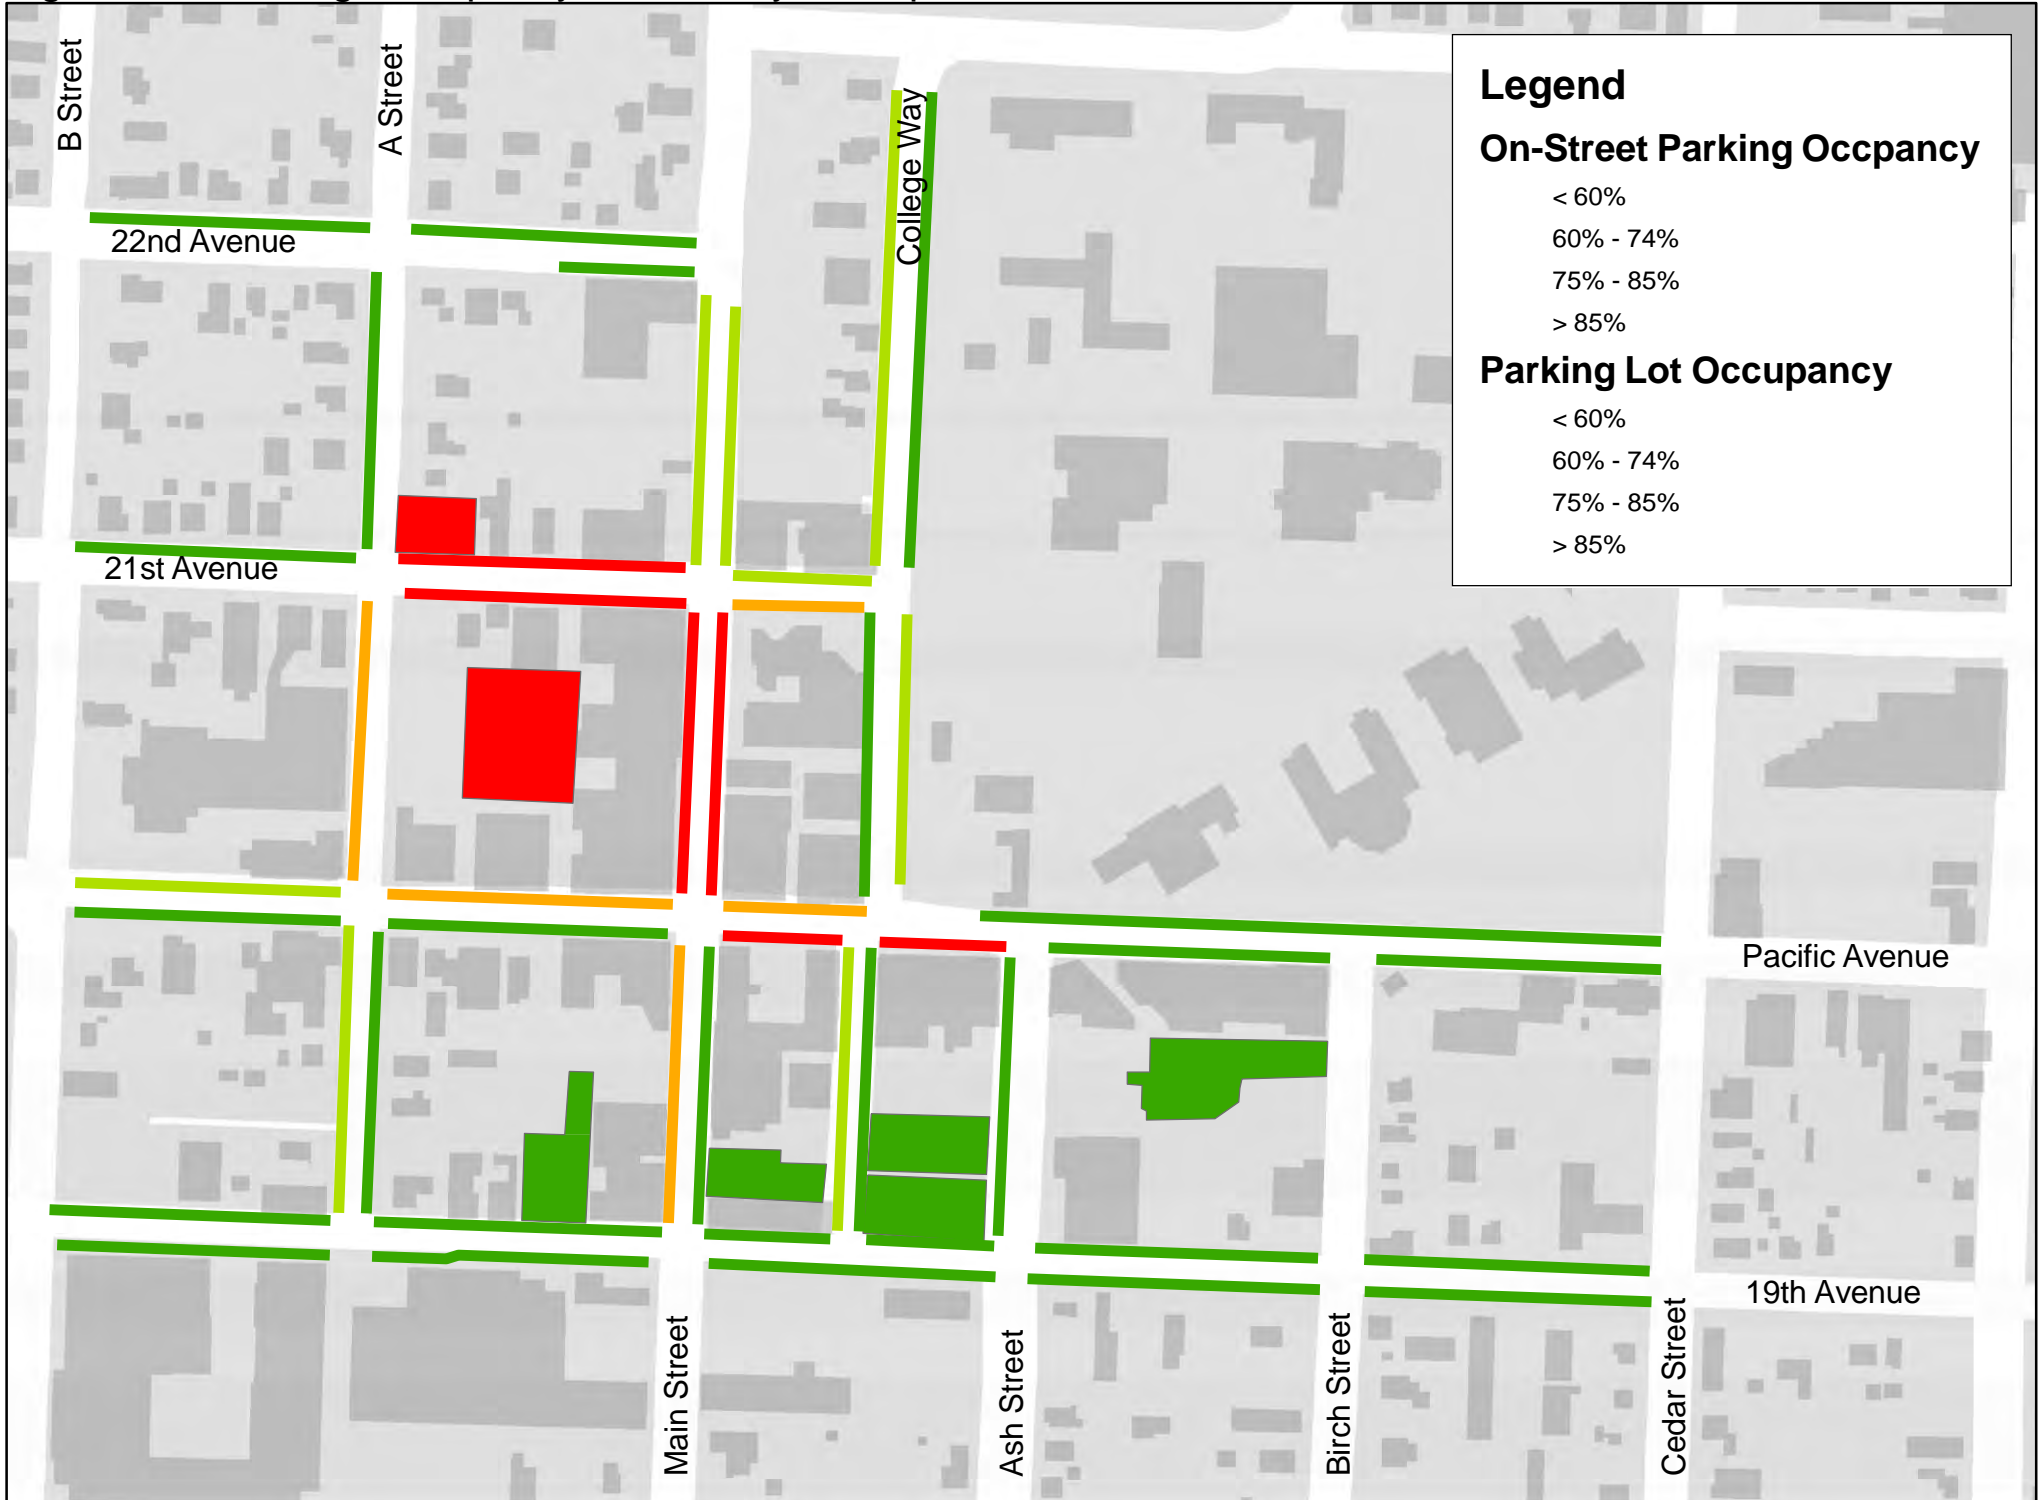 B Street
A Street
College Way
22nd Avenue
21st Avenue
Pacific Avenue
19th Avenue
Main Street
Ash Street
Birch Street
Cedar Street
Legend
On-Street Parking Occpancy
< 60%
60% - 74%
75% - 85%
> 85%
Parking Lot Occupancy
< 60%
60% - 74%
75% - 85%
> 85%